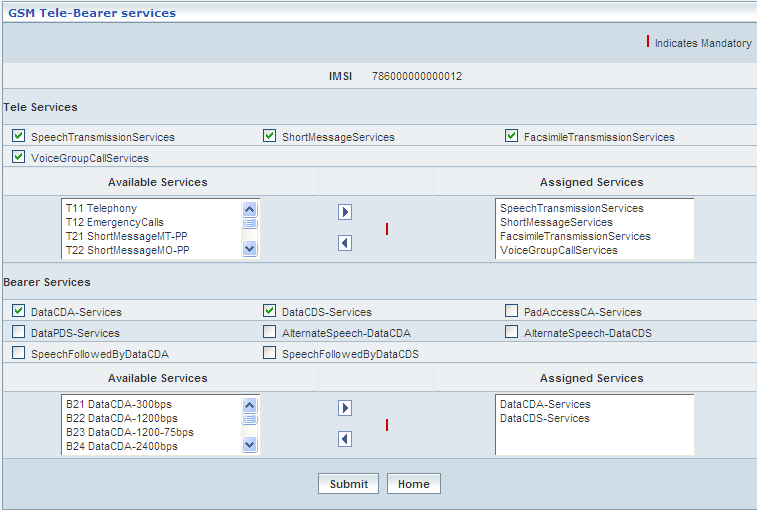 GSM Tele-Bearer services
Indicates Mandatory
IMSI 786000000000012
Tele Services
SpeechTransmissionServices ShortMessageServices FacsimileTransmissionServices
VoiceGroupCallServices
Available Services Assigned Services
T11 Telephony SpeechTransmissionServices
T12 EmergencyCalls ShortMessageServices
T21 ShortMessageMT-PP FacsimileTransmissionServices
T22 ShortMessageMO-PP VoiceGroupCallServices
Bearer Services
DataCDA-Services DataCDS-Services PadAccessCA-Services
DataPDS-Services AlternateSpeech-DataCDA AlternateSpeech-DataCDS
SpeechFollowedByDataCDA SpeechFollowedByDataCDS
Available Services Assigned Services
B21 DataCDA-300bps DataCDA-Services
B22 DataCDA-1200bps DataCDS-Services
B23 DataCDA-1200-75bps
B24 DataCDA-2400bps
Submit Home